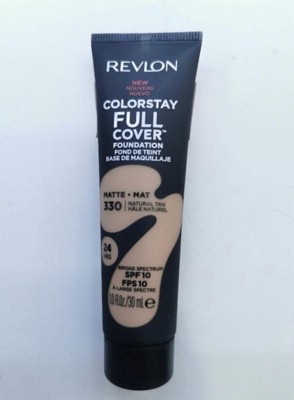 REVLON
NEW
NOUVEAU
NUEVO
COLORSTAY
FULL
COVER™
FOUNDATION
FOND DE TEINT
BASE DE MAQUILLAJE
MATTE • MAT
330 NATURAL TAN
HÂLE NATUREL
24
HRS
BROAD SPECTRUM
SPF 10
FPS 10
À LARGE SPECTRE
1.0 Fl.Oz./30 mL e